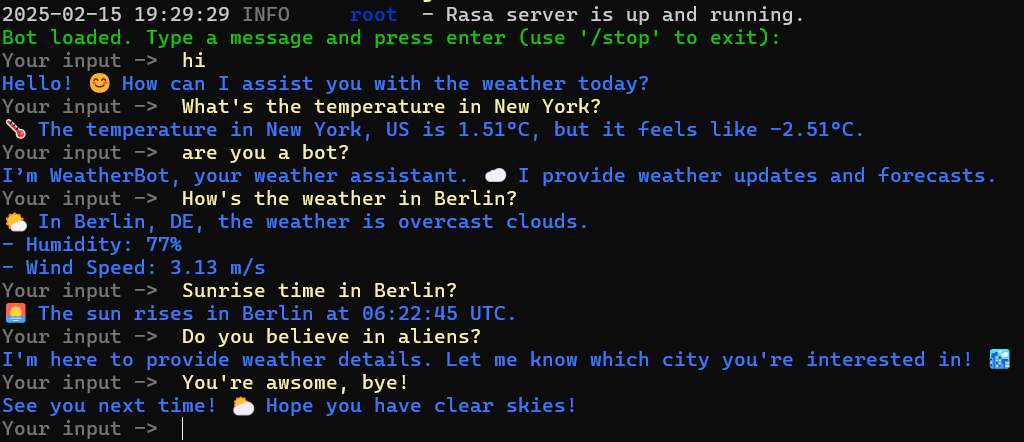 2025-02-15 19:29:29 INFO     root  - Rasa server is up and running.
Bot loaded. Type a message and press enter (use '/stop' to exit):
Your input ->  hi
Hello! 😊 How can I assist you with the weather today?
Your input ->  What's the temperature in New York?
🌡️ The temperature in New York, US is 1.51°C, but it feels like -2.51°C.
Your input ->  are you a bot?
I’m WeatherBot, your weather assistant. ☁️ I provide weather updates and forecasts.
Your input ->  How's the weather in Berlin?
🌤️ In Berlin, DE, the weather is overcast clouds.
- Humidity: 77%
- Wind Speed: 3.13 m/s
Your input ->  Sunrise time in Berlin?
🌅 The sun rises in Berlin at 06:22:45 UTC.
Your input ->  Do you believe in aliens?
I'm here to provide weather details. Let me know which city you're interested in! 🏙️
Your input ->  You're awsome, bye!
See you next time! 🌤️ Hope you have clear skies!
Your input ->